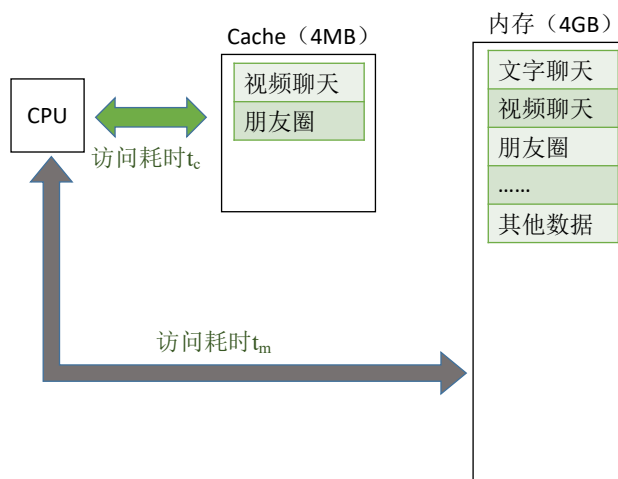 内存（4GB）
Cache（4MB）
CPU
视频聊天
朋友圈
访问耗时tc
文字聊天
视频聊天
朋友圈
……
其他数据
访问耗时tm